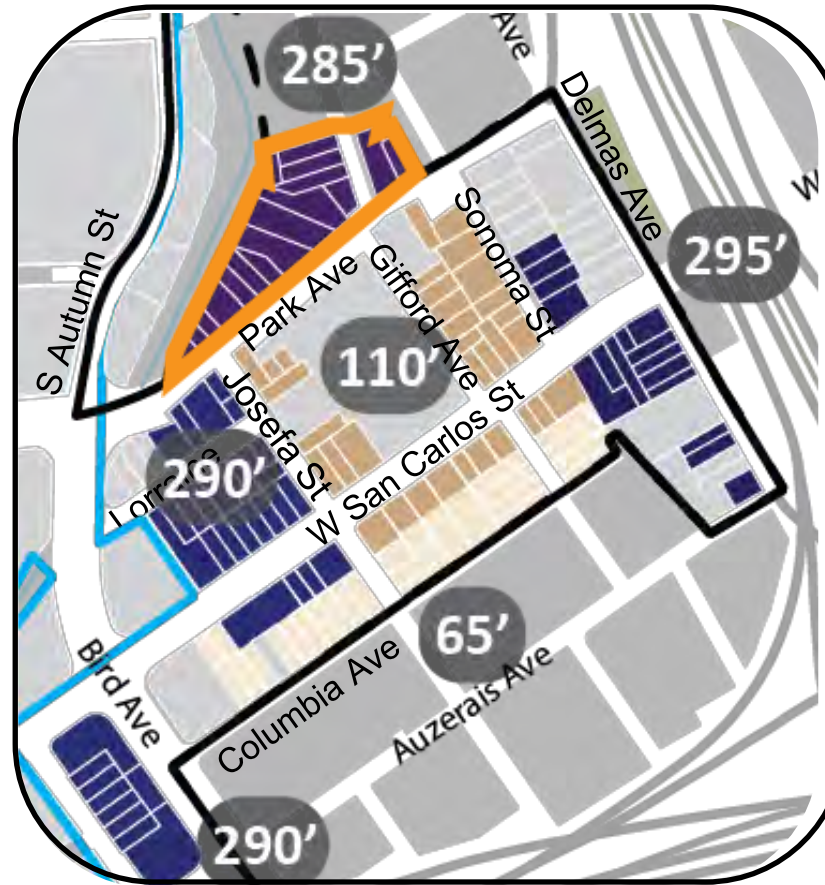 Ave
285’
Delmas Ave
W
S Autumn St
Sonoma St
295’
Park Ave
Gifford Ave
110’
Josefa St
W San Carlos St
290’
65’
Columbia Ave
Auzerais Ave
Bird Ave
290’